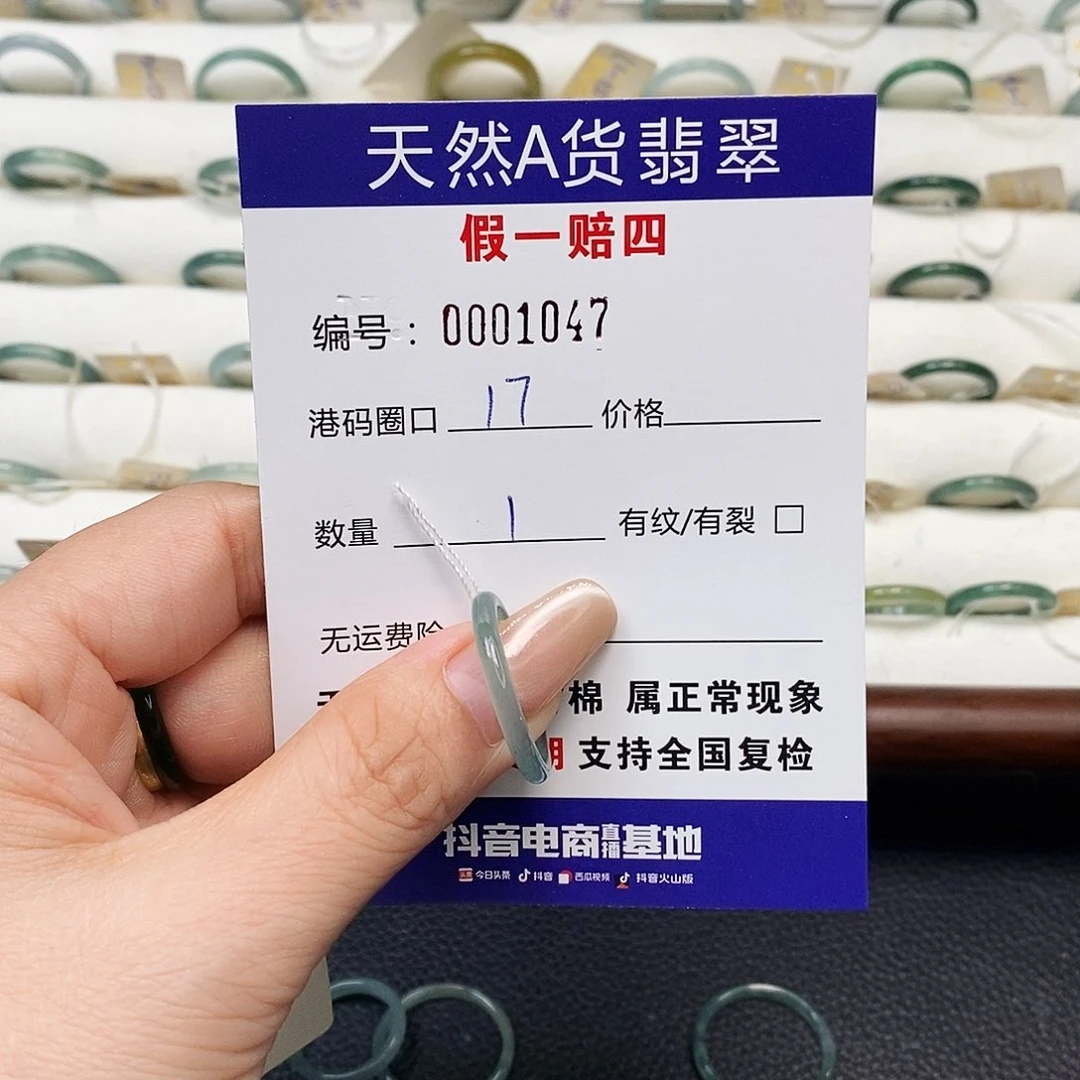 天然A货翡翠
假一赔四
编号：0001047
港码圈口 17 价格
数量 1 有纹/有裂 □
无运费险
棉 属正常现象
支持全国复检
抖音电商直播基地
头条 今日头条 抖音 西瓜视频 抖音火山版